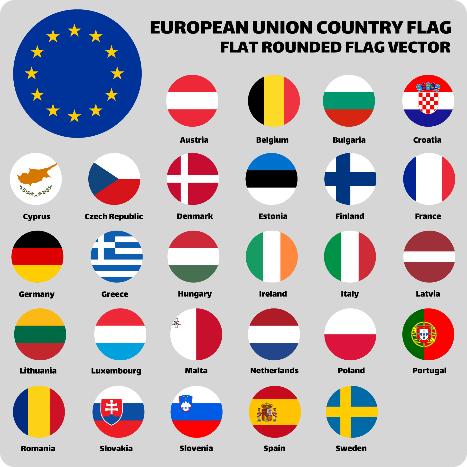 EUROPEAN UNION COUNTRY FLAG
FLAT ROUNDED FLAG VECTOR
Austria
Belgium
Bulgaria
Croatia
Cyprus
Czech Republic
Denmark
Estonia
Finland
France
Germany
Greece
Hungary
Ireland
Italy
Latvia
Lithuania
Luxembourg
Malta
Netherlands
Poland
Portugal
Romania
Slovakia
Slovenia
Spain
Sweden